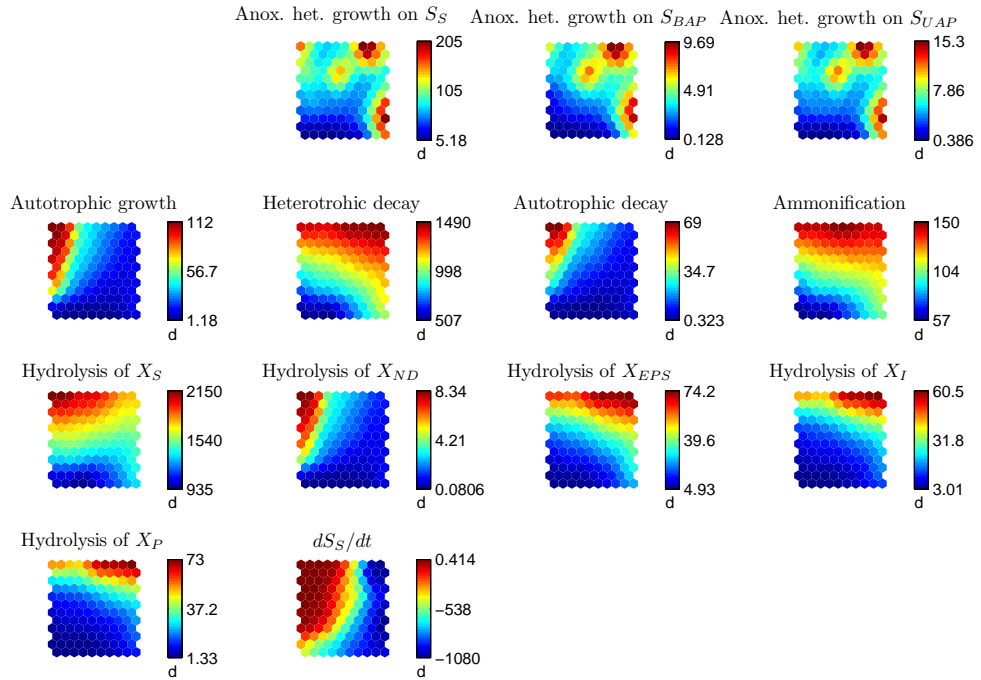 Anox. het. growth on S_S
205
105
5.18
d
Anox. het. growth on S_BAP
9.69
4.91
0.128
d
Anox. het. growth on S_UAP
15.3
7.86
0.386
d
Autotrophic growth
112
56.7
1.18
d
Heterotrohic decay
1490
998
507
d
Autotrophic decay
69
34.7
0.323
d
Ammonification
150
104
57
d
Hydrolysis of X_S
2150
1540
935
d
Hydrolysis of X_ND
8.34
4.21
0.0806
d
Hydrolysis of X_EPS
74.2
39.6
4.93
d
Hydrolysis of X_I
60.5
31.8
3.01
d
Hydrolysis of X_P
73
37.2
1.33
d
dS_S/dt
0.414
−538
−1080
d